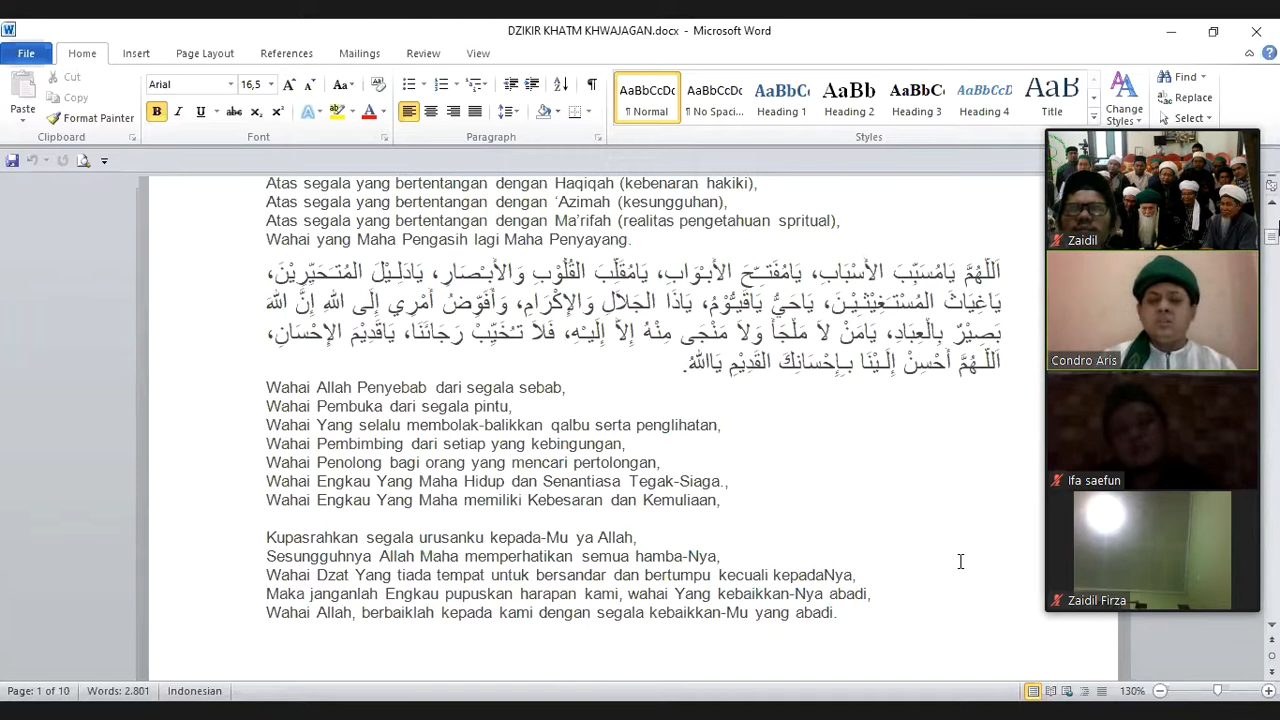 DZIKIR KHATM KHWAJAGAN.docx - Microsoft Word
File Home Insert Page Layout References Mailings Review View
Paste
Cut
Copy
Format Painter
Clipboard
Arial 16,5
Font
Paragraph
AaBbCcDc AaBbCcDc AaBbC AaBb AaBbC AaBbCcD AaB
¶ Normal ¶ No Spaci... Heading 1 Heading 2 Heading 3 Heading 4 Title
Change Styles
Styles
Find
Replace
Select
Atas segala yang bertentangan dengan Haqiqah (kebenaran hakiki),
Atas segala yang bertentangan dengan ‘Azimah (kesungguhan),
Atas segala yang bertentangan dengan Ma’rifah (realitas pengetahuan spritual),
Wahai yang Maha Pengasih lagi Maha Penyayang.
اَللّٰهُمَّ يَامُسَبِّبَ الأَسْبَابِ، يَامُفَتِّحَ الأَبْوَابِ، يَامُقَلِّبَ القُلُوْبِ وَالأَبْصَارِ، يَادَلِيْلَ المُتَحَيِّرِيْنَ،
يَاغِيَاثَ المُسْتَغِيْثِيْنَ، يَاحَيُّ يَاقَيُّوْمُ، يَاذَا الجَلاَلِ وَالإِكْرَامِ، وَأُفَوِّضُ أَمْرِي إِلَى اللهِ إِنَّ اللهَ
بَصِيْرٌ بِالْعِبَادِ، يَامَنْ لاَ مَلْجَأَ وَلاَ مَنْجَى مِنْهُ إِلاَّ إِلَيْهِ، فَلاَ تُخَيِّبْ رَجَائَنَا، يَاقَدِيْمَ الإِحْسَانِ،
اَللّٰهُمَّ أَحْسِنْ إِلَيْنَا بِإِحْسَانِكَ القَدِيْمِ يَااللهُ.
Wahai Allah Penyebab dari segala sebab,
Wahai Pembuka dari segala pintu,
Wahai Yang selalu membolak-balikkan qalbu serta penglihatan,
Wahai Pembimbing dari setiap yang kebingungan,
Wahai Penolong bagi orang yang mencari pertolongan,
Wahai Engkau Yang Maha Hidup dan Senantiasa Tegak-Siaga.,
Wahai Engkau Yang Maha memiliki Kebesaran dan Kemuliaan,
Kupasrahkan segala urusanku kepada-Mu ya Allah,
Sesungguhnya Allah Maha memperhatikan semua hamba-Nya,
Wahai Dzat Yang tiada tempat untuk bersandar dan bertumpu kecuali kepadaNya,
Maka janganlah Engkau pupuskan harapan kami, wahai Yang kebaikkan-Nya abadi,
Wahai Allah, berbaiklah kepada kami dengan segala kebaikkan-Mu yang abadi.
Zaidil
Condro Aris
Ifa saefun
Zaidil Firza
Page: 1 of 10 Words: 2.801 Indonesian 130%